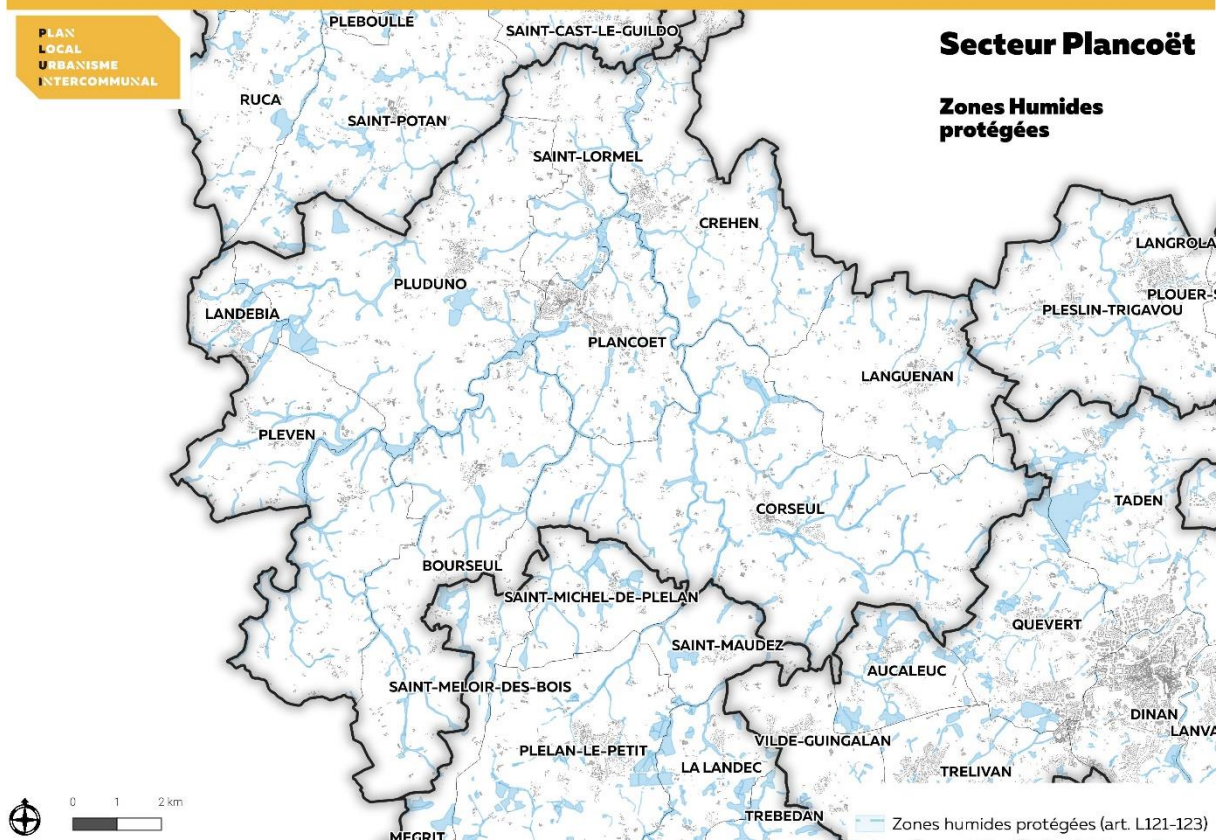 PLAN
LOCAL
URBANISME
INTERCOMMUNAL
Secteur Plancoët
Zones Humides
protégées
PLEBOULLE
SAINT-CAST-LE-GUILDO
RUCA
SAINT-POTAN
SAINT-LORMEL
CREHEN
LANGROLA
PLUDUNO
LANDEBIA
PLOUER-S
PLESLIN-TRIGAVOU
PLANCOET
LANGUENAN
PLEVEN
TADEN
CORSEUL
BOURSEUL
SAINT-MICHEL-DE-PLELAN
QUEVERT
SAINT-MAUDEZ
AUCALEUC
SAINT-MELOIR-DES-BOIS
DINAN
LANVA
VILDE-GUINGALAN
PLELAN-LE-PETIT
LA LANDEC
TRELIVAN
TREBEDAN
MEGRIT
0 1 2 km
Zones humides protégées (art. L121-123)